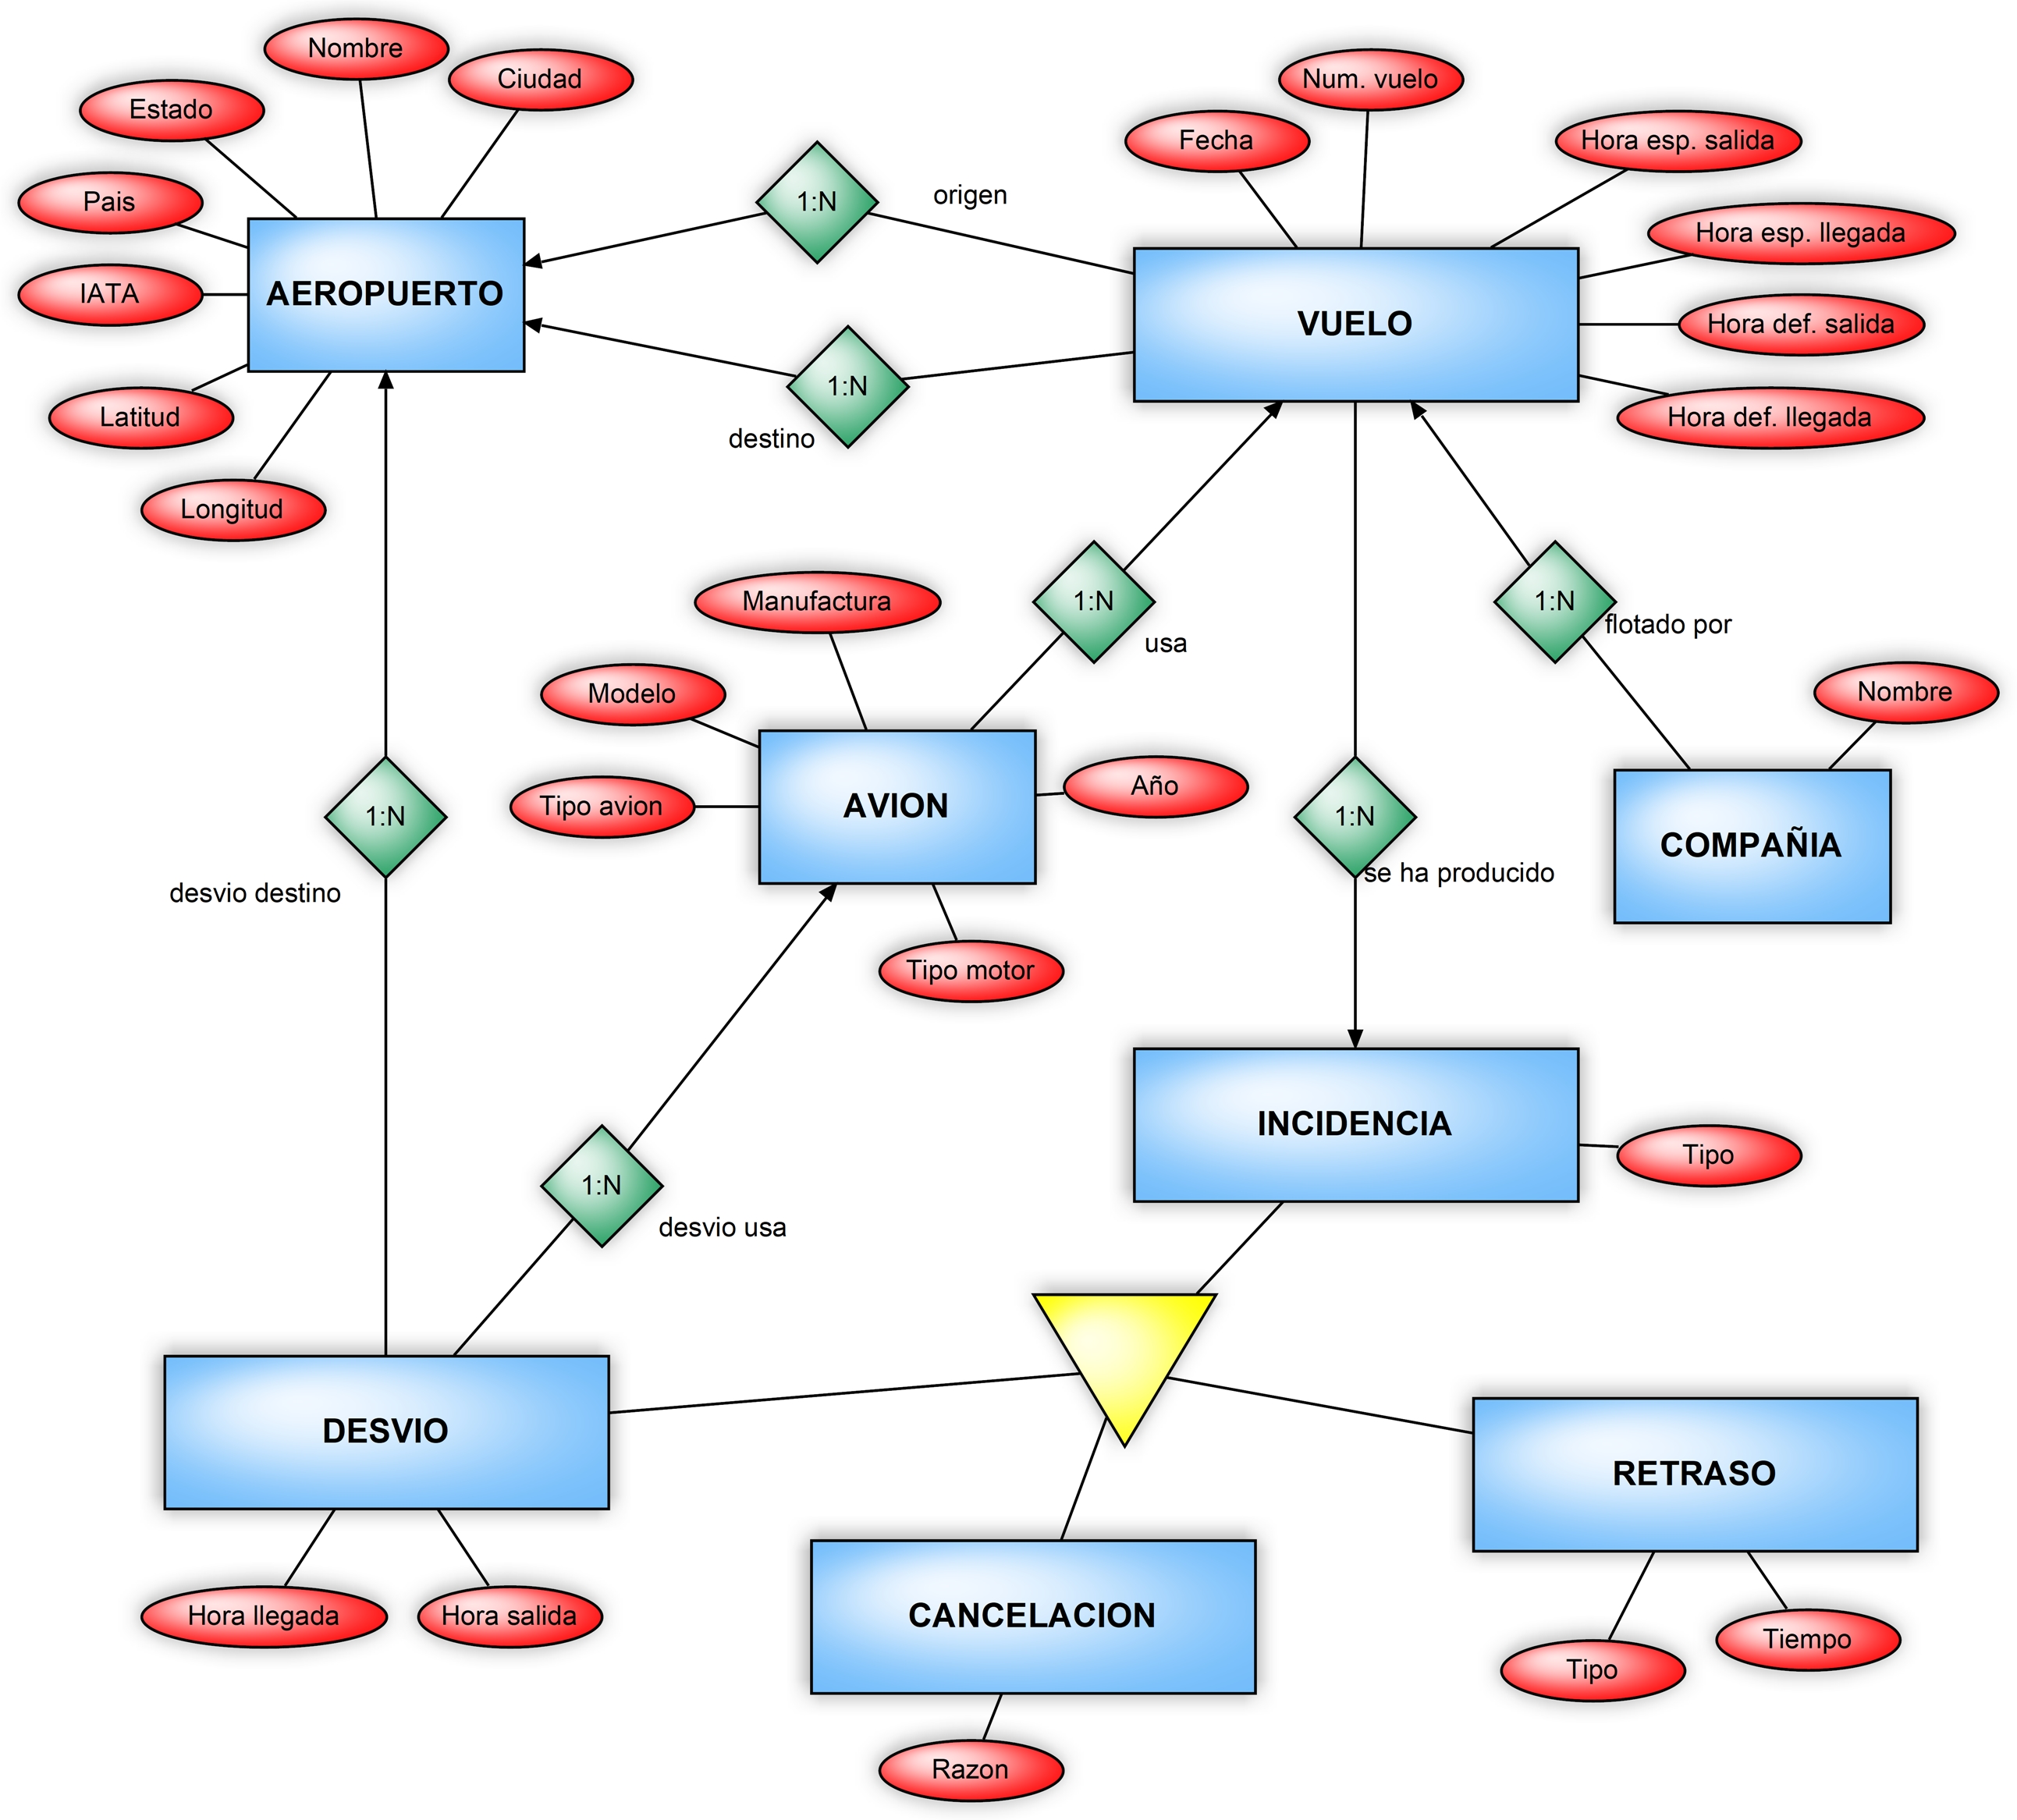 Nombre
Ciudad
Num. vuelo
Estado
Fecha
Hora esp. salida
Pais
1:N
origen
Hora esp. llegada
IATA
AEROPUERTO
VUELO
Hora def. salida
1:N
Latitud
destino
Hora def. llegada
Longitud
Manufactura
1:N
1:N
usa
flotado por
Modelo
Nombre
Tipo avion
AVION
Año
1:N
1:N
COMPAÑIA
desvio destino
se ha producido
Tipo motor
INCIDENCIA
Tipo
1:N
desvio usa
DESVIO
RETRASO
Hora llegada
Hora salida
CANCELACION
Tiempo
Tipo
Razon